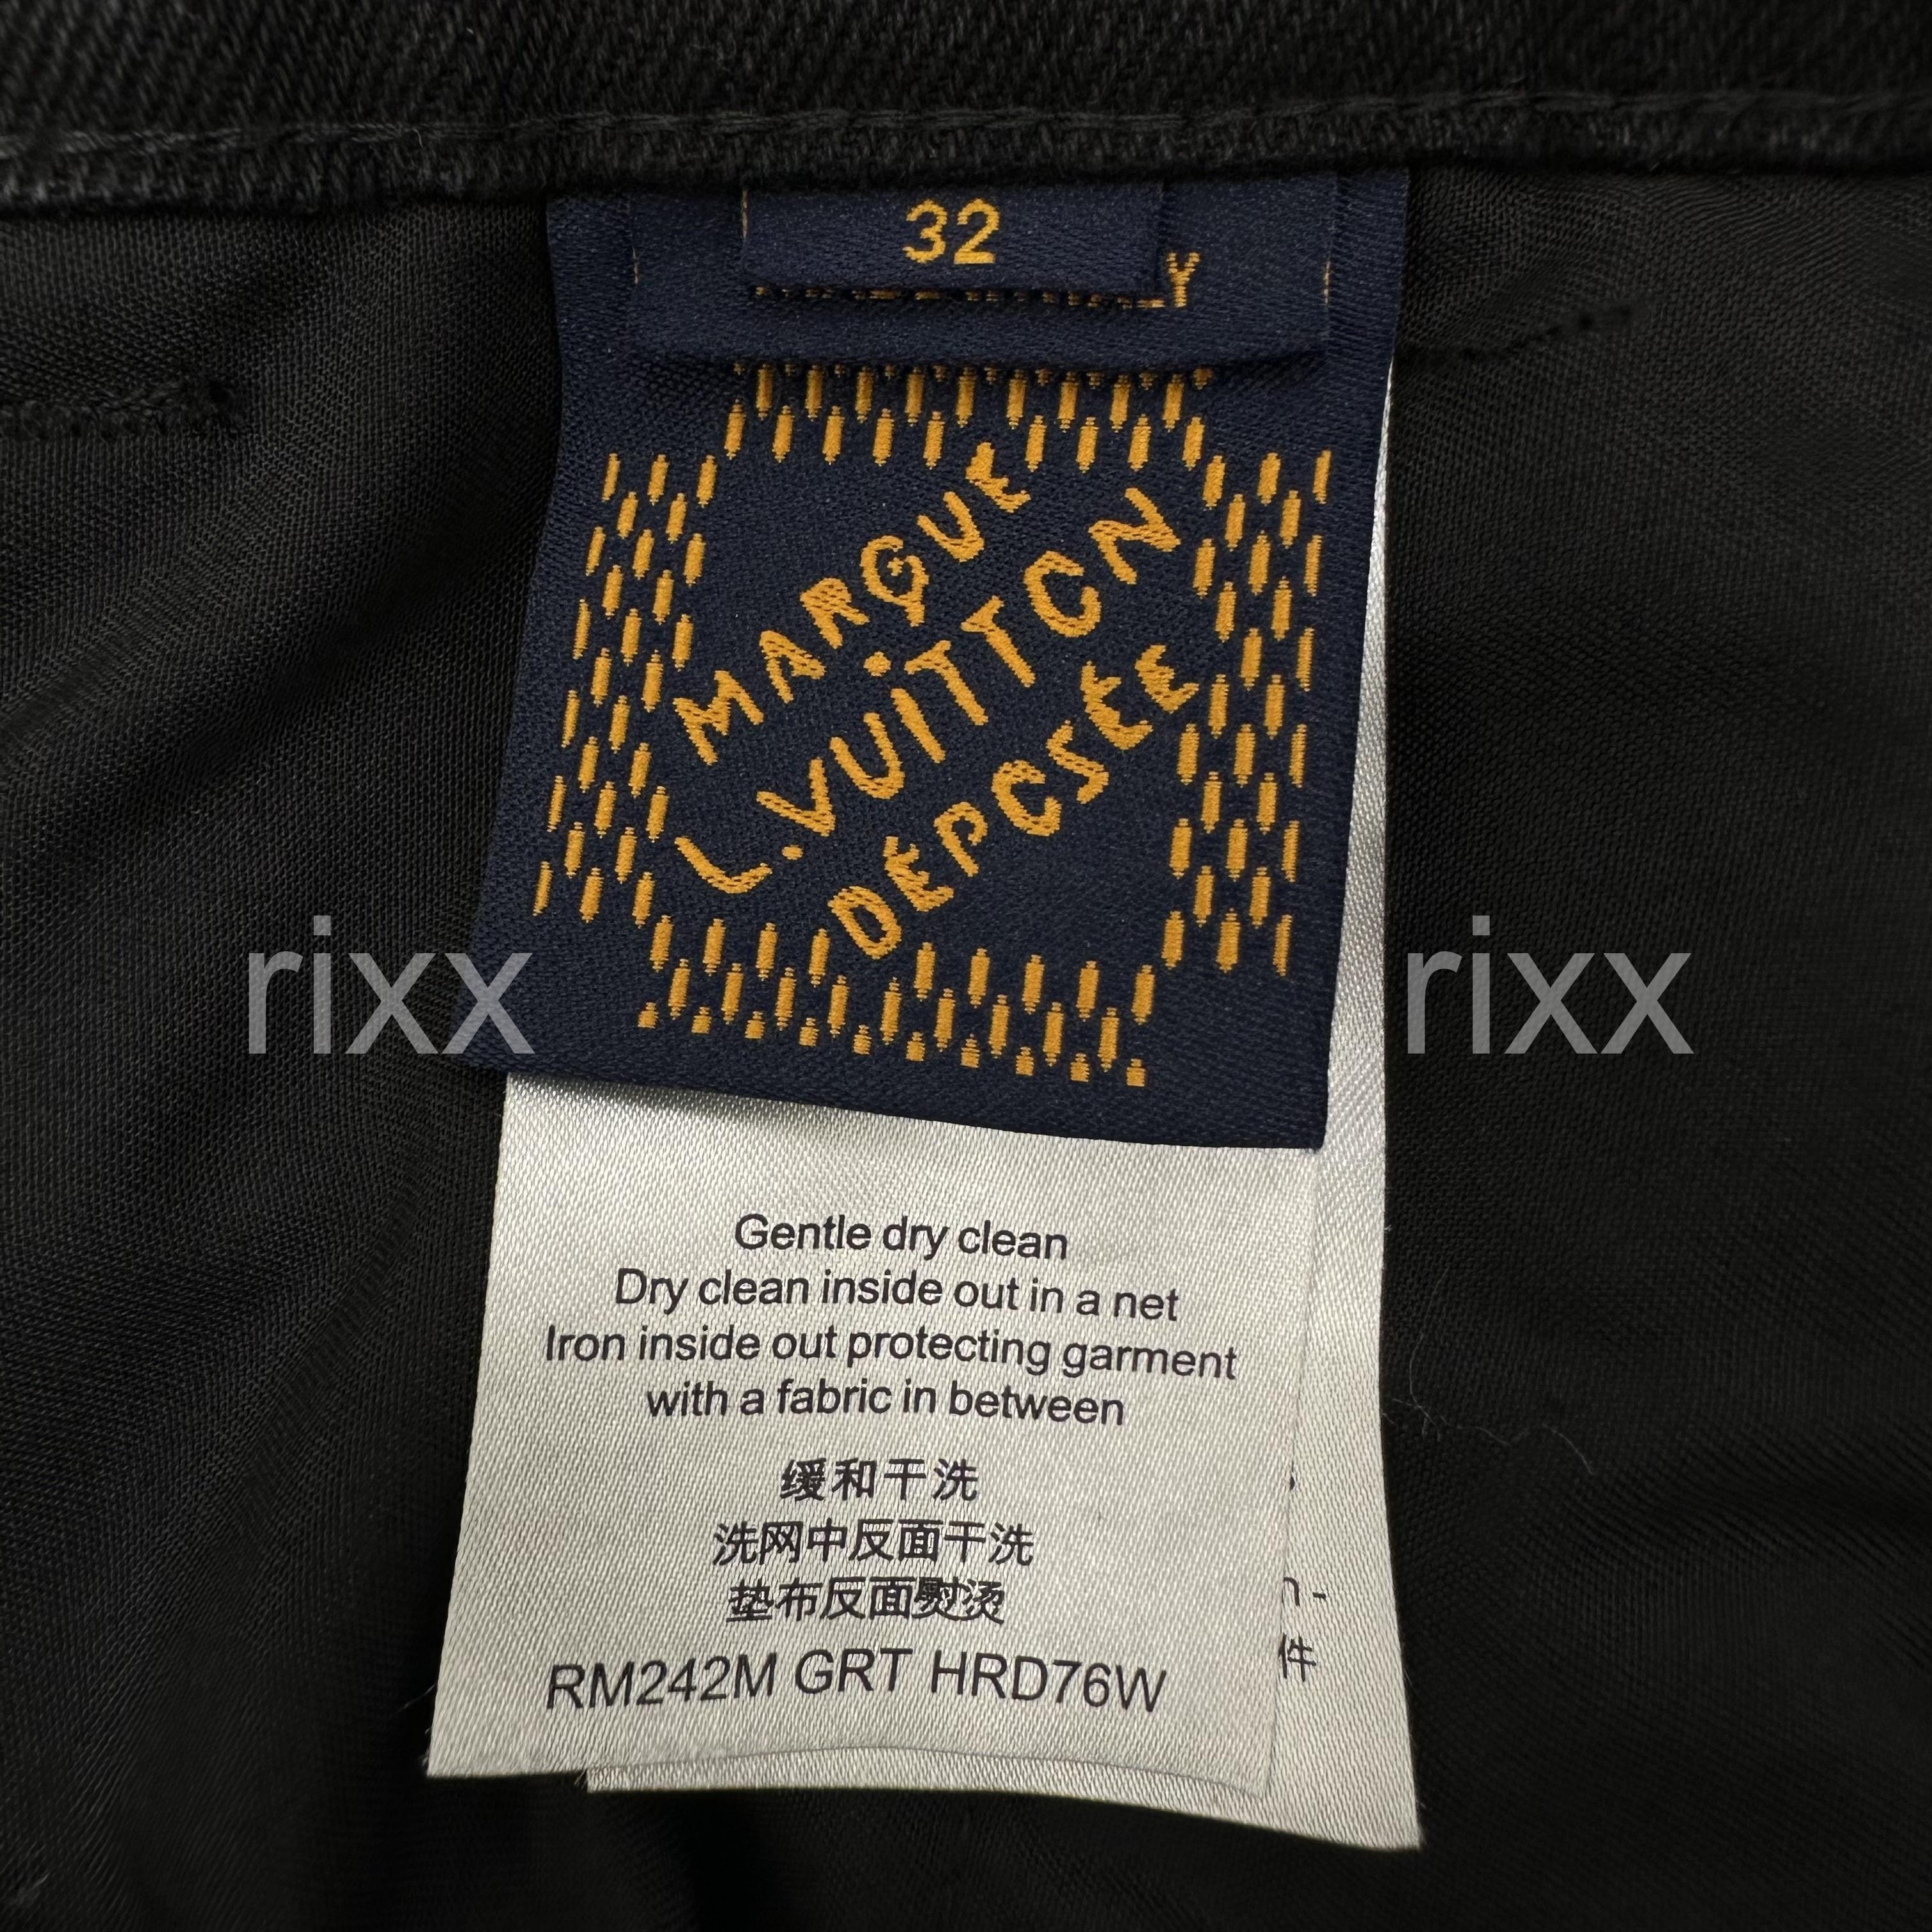 32
MARQUE
L.VUiTTON
DÉPOSÉE
rixx
rixx
Gentle dry clean
Dry clean inside out in a net
Iron inside out protecting garment
with a fabric in between
缓和干洗
洗网中反面干洗
垫布反面熨烫
RM242M GRT HRD76W
件